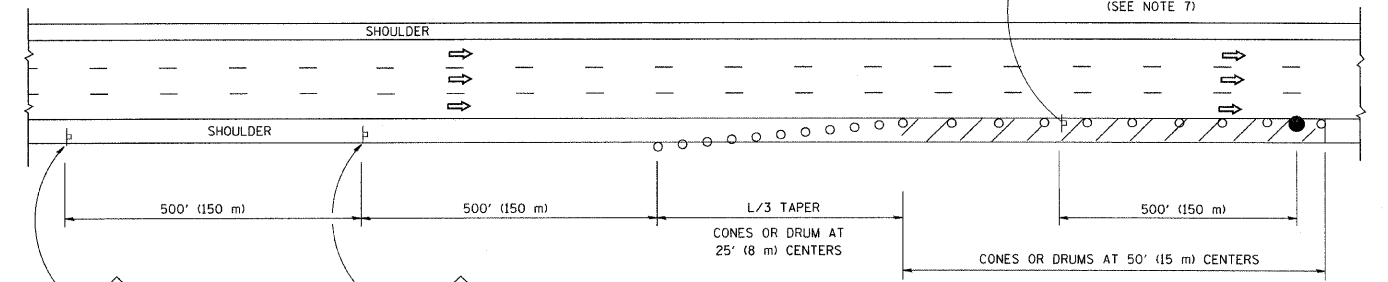 (SEE NOTE 7)
SHOULDER
SHOULDER
500' (150 m)
500' (150 m)
L/3 TAPER
500' (150 m)
CONES OR DRUM AT
25' (8 m) CENTERS
CONES OR DRUMS AT 50' (15 m) CENTERS